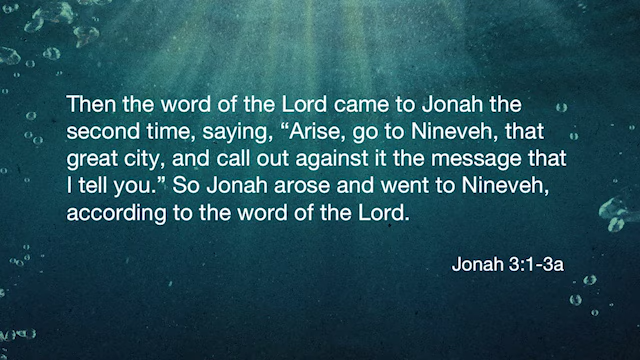 Then the word of the Lord came to Jonah the
second time, saying, “Arise, go to Nineveh, that
great city, and call out against it the message that
I tell you.” So Jonah arose and went to Nineveh,
according to the word of the Lord.
Jonah 3:1-3a